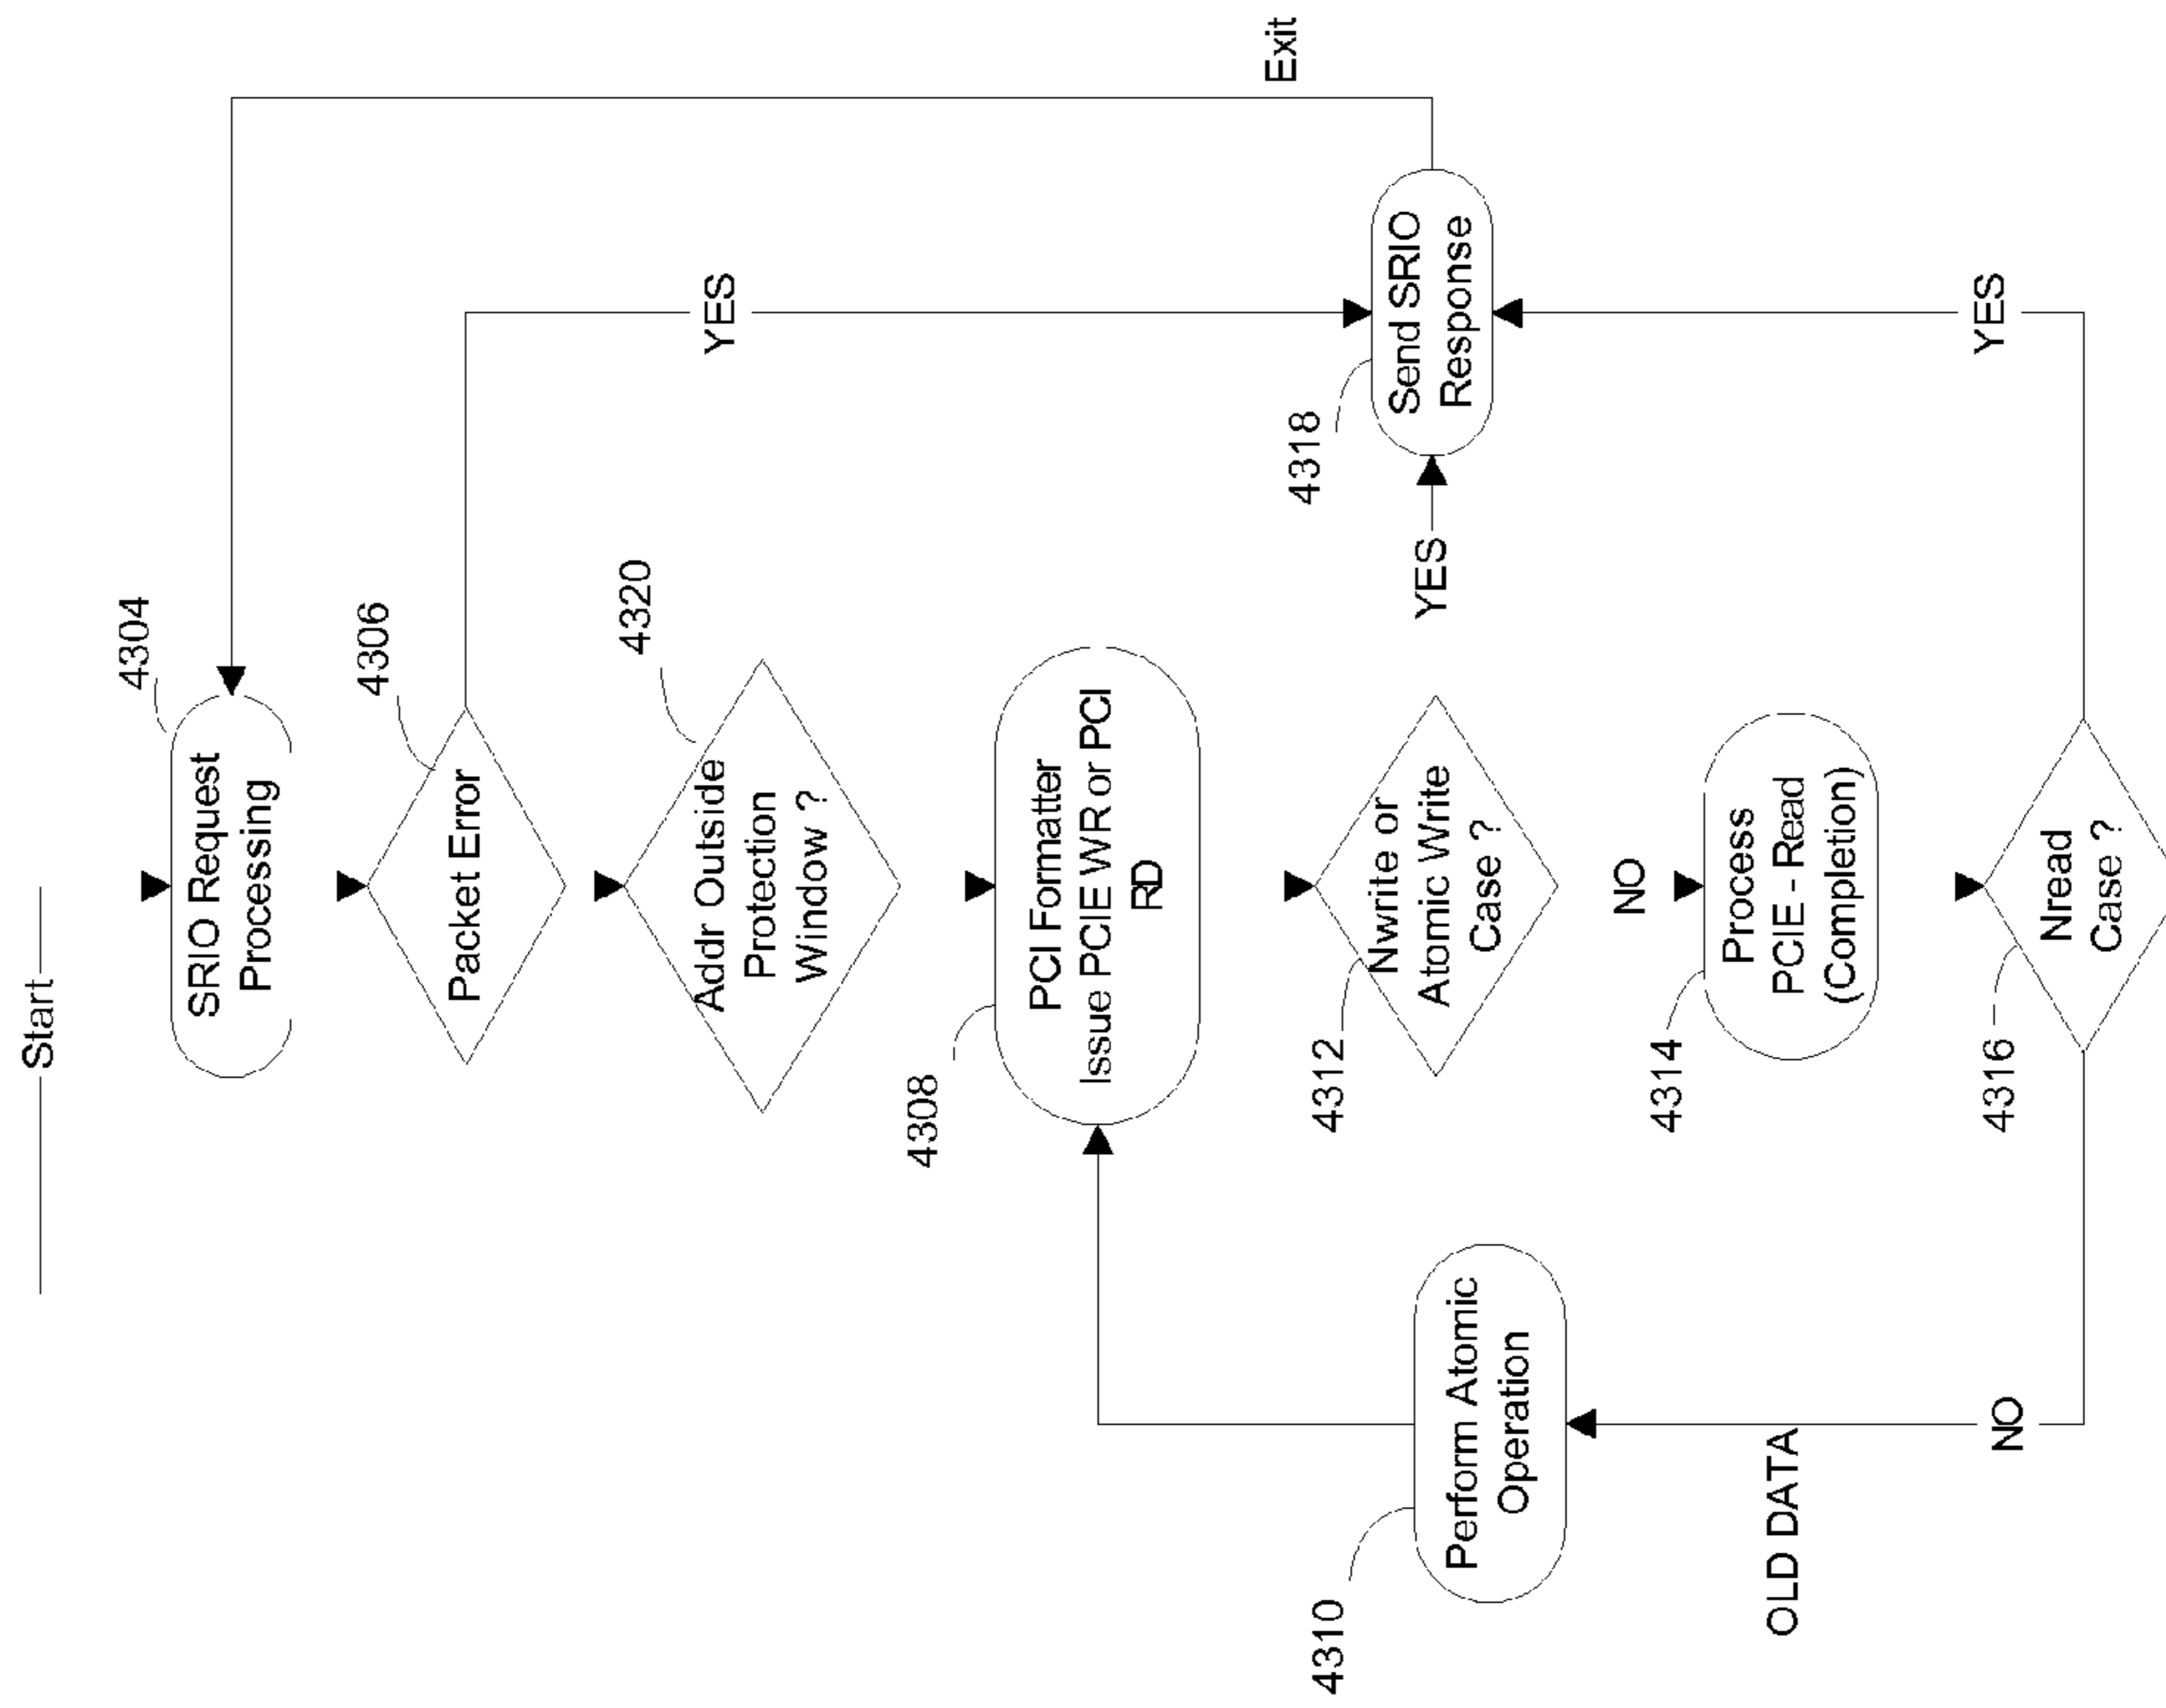 Start
4304
SRIO Request
Processing
4306
Packet Error
YES
4320
Addr Outside
Protection
Window ?
4308
PCI Formatter
Issue PCIE WR or PCI
RD
4312
Nwrite or
Atomic Write
Case ?
YES
4318
Send SRIO
Response
Exit
NO
4314
Process
PCIE - Read
(Completion)
4316
Nread
Case ?
YES
NO
OLD DATA
4310
Perform Atomic
Operation